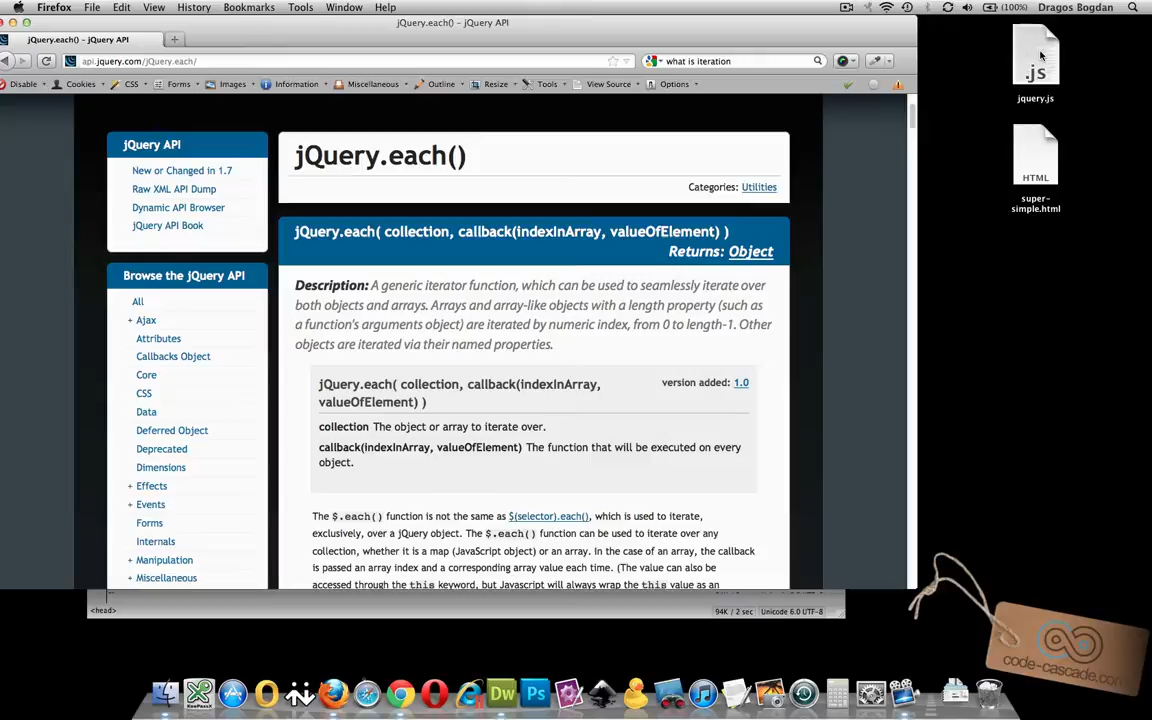 Firefox File Edit View History Bookmarks Tools Window Help (100%) Dragos Bogdan
jQuery.each() – jQuery API
jQuery.each() – jQuery API +
api.jquery.com/jQuery.each/ what is iteration
Disable Cookies CSS Forms Images Information Miscellaneous Outline Resize Tools View Source Options
.js
jquery.js
HTML
super-
simple.html
jQuery API
New or Changed in 1.7
Raw XML API Dump
Dynamic API Browser
jQuery API Book
Browse the jQuery API
All
+ Ajax
Attributes
Callbacks Object
Core
CSS
Data
Deferred Object
Deprecated
Dimensions
+ Effects
+ Events
Forms
Internals
+ Manipulation
+ Miscellaneous
jQuery.each()
Categories: Utilities
jQuery.each( collection, callback(indexInArray, valueOfElement) )
Returns: Object
Description: A generic iterator function, which can be used to seamlessly iterate over
both objects and arrays. Arrays and array-like objects with a length property (such as
a function's arguments object) are iterated by numeric index, from 0 to length-1. Other
objects are iterated via their named properties.
jQuery.each( collection, callback(indexInArray, version added: 1.0
valueOfElement) )
collection The object or array to iterate over.
callback(indexInArray, valueOfElement) The function that will be executed on every
object.
The $.each() function is not the same as $(selector).each(), which is used to iterate,
exclusively, over a jQuery object. The $.each() function can be used to iterate over any
collection, whether it is a map (JavaScript object) or an array. In the case of an array, the callback
is passed an array index and a corresponding array value each time. (The value can also be
accessed through the this keyword, but Javascript will always wrap the this value as an
<head> 94K / 2 sec Unicode 6.0 UTF-8
code-cascade.com
KeePassX Dw Ps